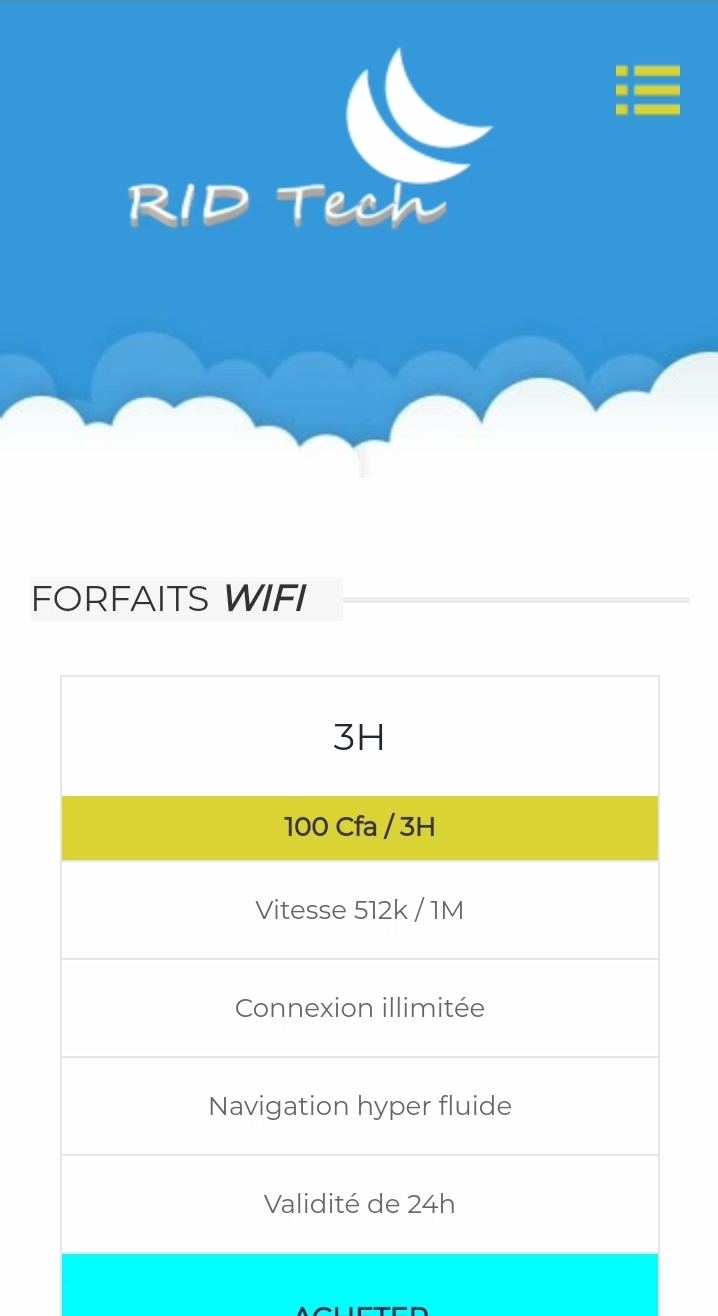 RID Tech
FORFAITS WIFI
3H
100 Cfa / 3H
Vitesse 512k / 1M
Connexion illimitée
Navigation hyper fluide
Validité de 24h
ACHETER